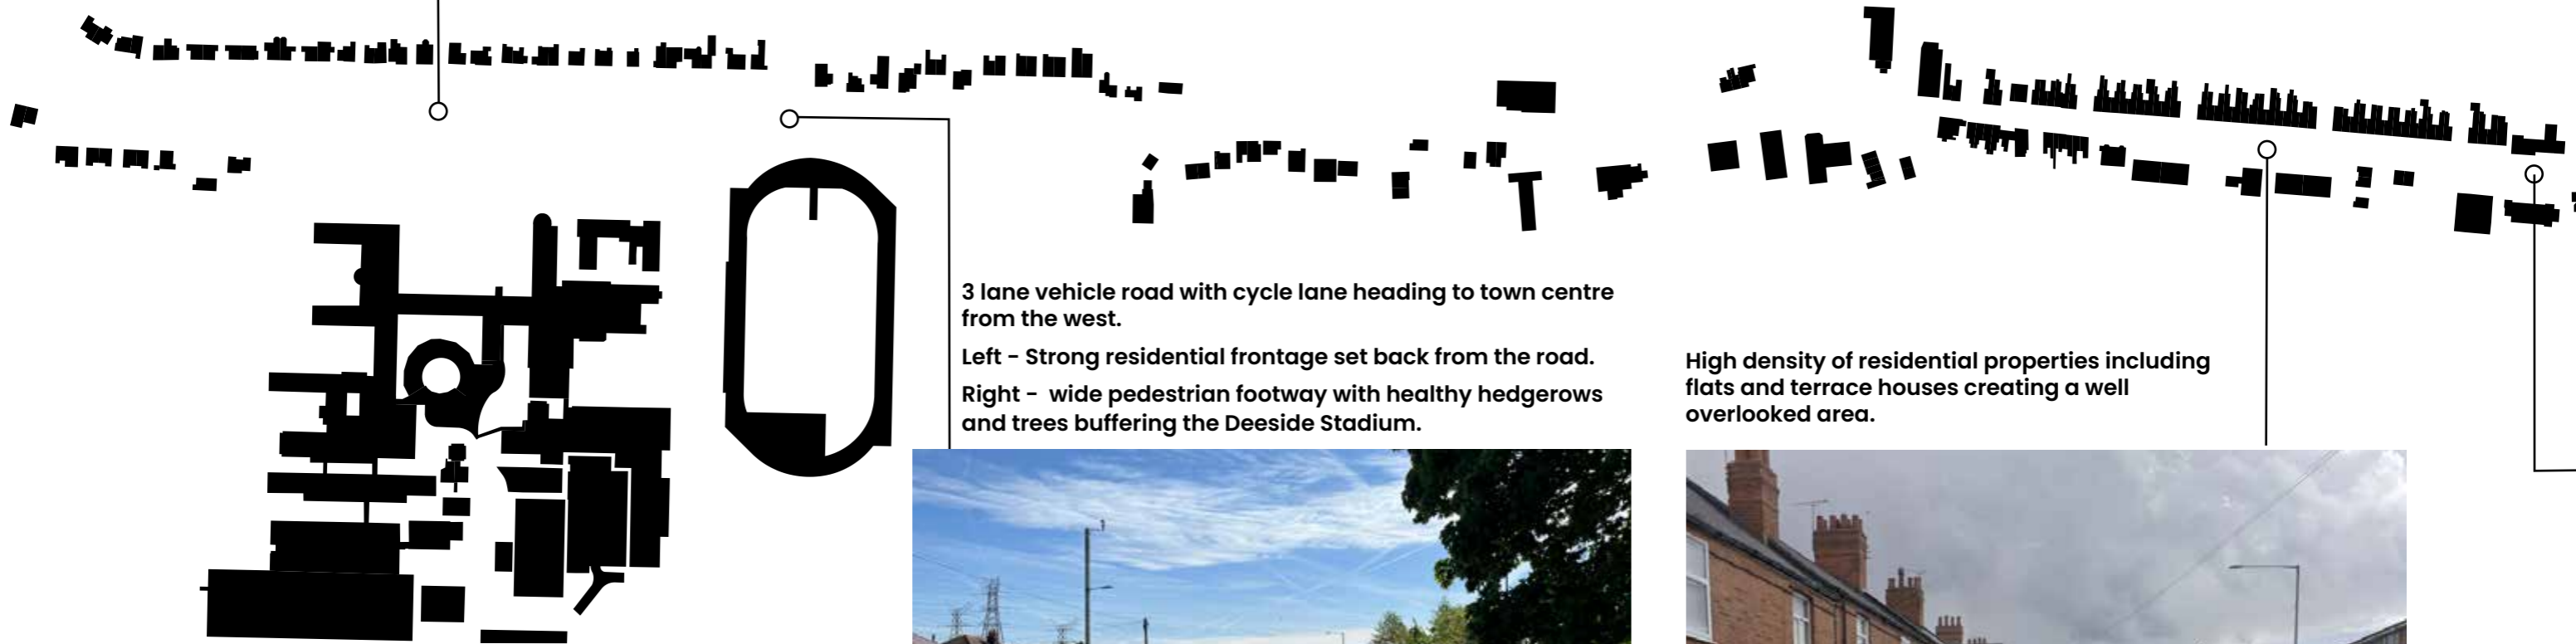 3 lane vehicle road with cycle lane heading to town centre
from the west.
Left - Strong residential frontage set back from the road.
Right -  wide pedestrian footway with healthy hedgerows
and trees buffering the Deeside Stadium.
High density of residential properties including
flats and terrace houses creating a well
overlooked area.